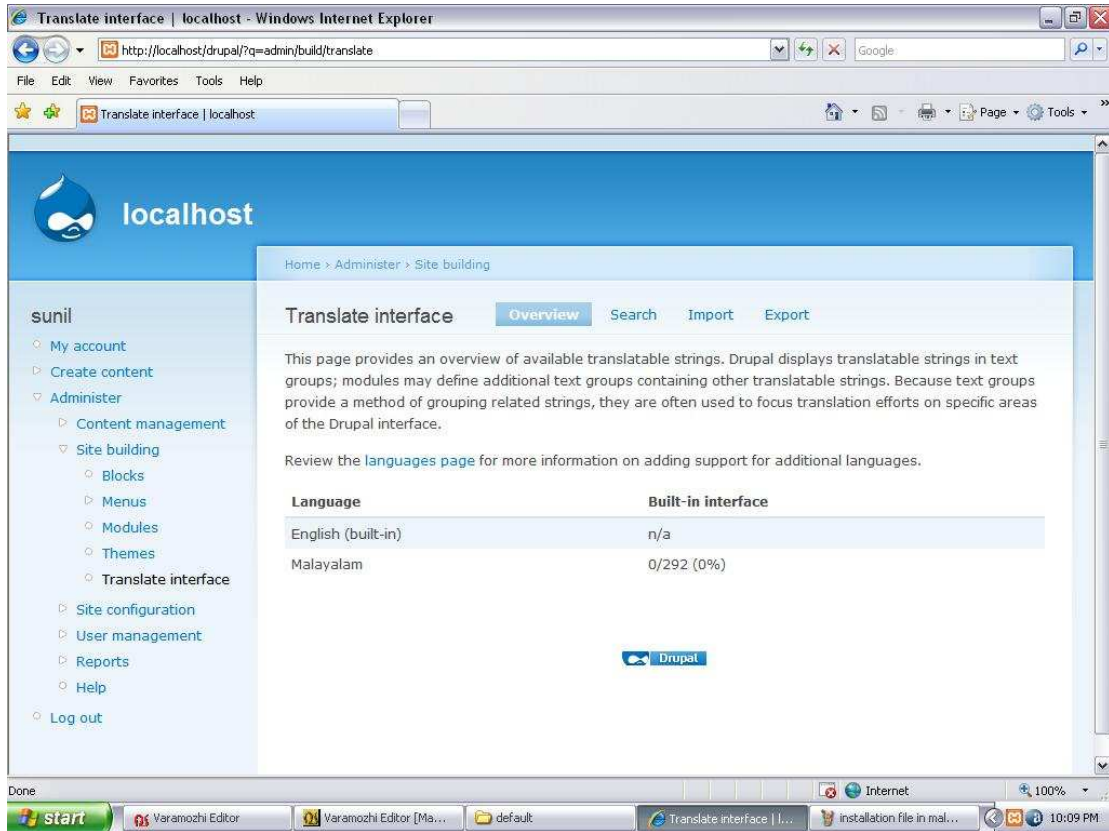 Translate interface | localhost - Windows Internet Explorer
http://localhost/drupal/?q=admin/build/translate
Google
File Edit View Favorites Tools Help
Translate interface | localhost
Page Tools
localhost
Home › Administer › Site building
sunil
My account
Create content
Administer
Content management
Site building
Blocks
Menus
Modules
Themes
Translate interface
Site configuration
User management
Reports
Help
Log out
Translate interface Overview Search Import Export
This page provides an overview of available translatable strings. Drupal displays translatable strings in text
groups; modules may define additional text groups containing other translatable strings. Because text groups
provide a method of grouping related strings, they are often used to focus translation efforts on specific areas
of the Drupal interface.
Review the languages page for more information on adding support for additional languages.
Language Built-in interface
English (built-in) n/a
Malayalam 0/292 (0%)
Drupal
Done Internet 100%
start Varamozhi Editor Varamozhi Editor [Ma... default Translate interface | l... installation file in mal... 10:09 PM